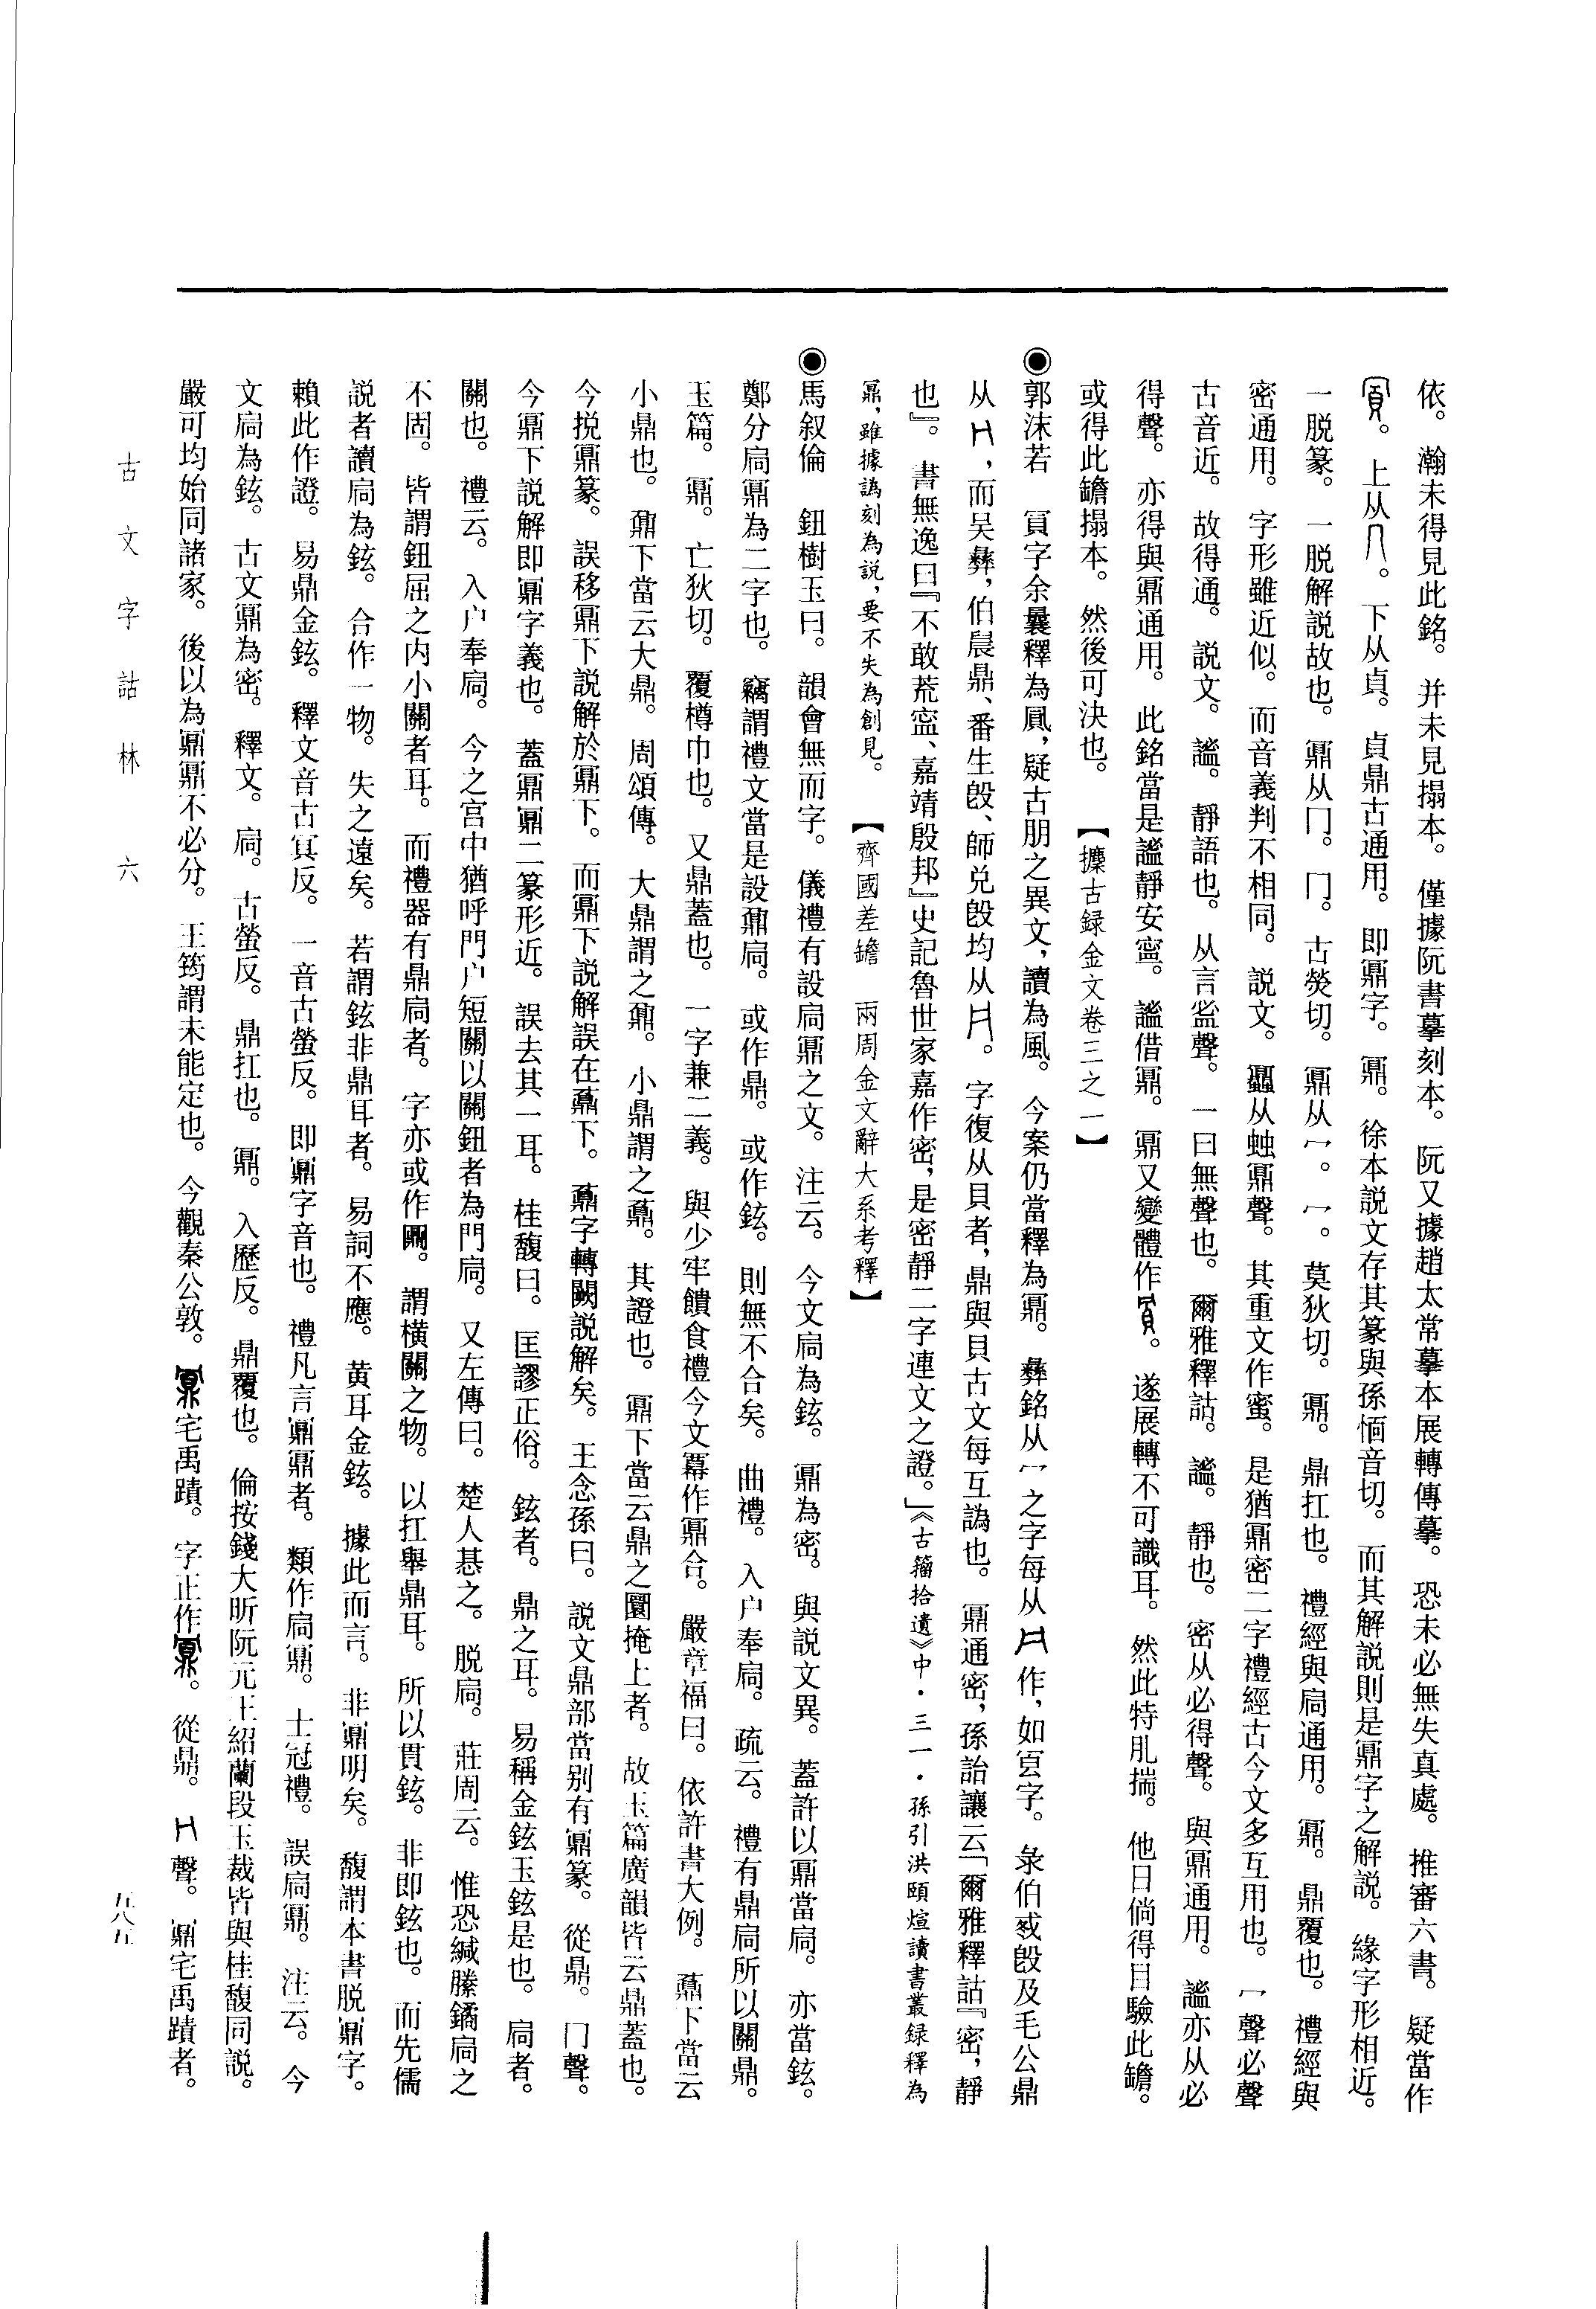 依。瀚未得見此銘。并未見搨本。僅據阮書摹刻本。阮又據趙太常摹本展轉傳摹。恐未必無失真處。推審六書。疑當作
。上从。下从貞。貞鼎古通用。即鼏字。鼏。徐本説文存其篆與孫愐音切。而其解説則是鼏字之解説。緣字形相近。
一脱篆。一脱解説故也。鼏从冂。冂。古熒切。鼏从冖。冖。莫狄切。鼏。鼎扛也。禮經與扃通用。鼏。鼎覆也。禮經與
密通用。字形雖近似。而音義判不相同。説文。蠠从䖵鼏聲。其重文作蜜。是猶鼏密二字禮經古今文多互用也。冖聲必聲
古音近。故得通。説文。謐。靜語也。从言䀄聲。一曰無聲也。爾雅釋詁。謐。靜也。密从必得聲。與鼏通用。謐亦从必
得聲。亦得與鼏通用。此銘當是謐靜安寍。謐借鼏。鼏又變體作。遂展轉不可識耳。然此特肊揣。他日倘得目驗此罎。
或得此罎搨本。然後可決也。【攈古録金文卷三之一】
◉郭沫若　字余曩釋為鳳，疑古朋之異文，讀為風。今案仍當釋為鼏。彝銘从冖之字每从作，如字。彔伯㦰𣪘及毛公鼎
从，而吴彝，伯晨鼎、番生𣪘、師兑𣪘均从。字復从貝者，鼎與貝古文每互譌也。鼏通密，孫詒讓云「爾雅釋詁『密，靜
也』。書無逸曰『不敢荒寍、嘉靖殷邦』史記魯世家嘉作密，是密靜二字連文之證。」《古籀拾遺》中·三一·孫引洪頤煊讀書叢録釋為
鼏，雖據譌刻為説，要不失為創見。【齊國差罎　兩周金文辭大系考釋】
◉馬叙倫　鈕樹玉曰。韻會無而字。儀禮有設扃鼏之文。注云。今文扃為鉉。鼏為密。與説文異。蓋許以鼏當扃。亦當鉉。
鄭分扃鼏為二字也。竊謂禮文當是設鼏扃。或作鼎。或作鉉。則無不合矣。曲禮。入户奉扃。疏云。禮有鼎扃所以關鼎。
玉篇。鼏。亡狄切。覆樽巾也。又鼎蓋也。一字兼二義。與少牢饋食禮今文冪作鼏合。嚴章福曰。依許書大例。鼒下當云
小鼎也。鼐下當云大鼎。周頌傳。大鼎謂之鼐。小鼎謂之鼒。其證也。鼏下當云鼎之圜掩上者。故玉篇廣韻皆云鼎蓋也。
今挩鼏篆。誤移鼏下説解於鼏下。而鼏下説解誤在鼒下。鼒字轉闕説解矣。王念孫曰。説文鼎部當别有鼏篆。從鼎。冂聲。
今鼏下説解即鼏字義也。蓋鼏鼏二篆形近。誤去其一耳。桂馥曰。匡謬正俗。鉉者。鼎之耳。易稱金鉉玉鉉是也。扃者。
關也。禮云。入户奉扃。今之宫中猶呼門户短關以關鈕者為門扃。又左傳曰。楚人惎之。脱扃。莊周云。惟恐緘縢鐍扃之
不固。皆謂鈕屈之内小關者耳。而禮器有鼎扃者。字亦或作。謂横關之物。以扛舉鼎耳。所以貫鉉。非即鉉也。而先儒
説者讀扃為鉉。合作一物。失之遠矣。若謂鉉非鼎耳者。易詞不應。黄耳金鉉。據此而言。非鼏明矣。馥謂本書脱鼏字。
賴此作證。易鼎金鉉。釋文音古冥反。一音古螢反。即鼏字音也。禮凡言鼏鼏者。類作扃鼏。士冠禮。設扃鼏。注云。今
文扃為鉉。古文鼏為密。釋文。扃。古螢反。鼎扛也。鼏。入歷反。鼎覆也。倫按錢大昕阮元王紹蘭段玉裁皆與桂馥同説。
嚴可均始同諸家。後以為鼏鼏不必分。王筠謂未能定也。今觀秦公敦。宅禹蹟。字正作。從鼎。聲。鼏宅禹蹟者。
古文字詁林　六
五八五